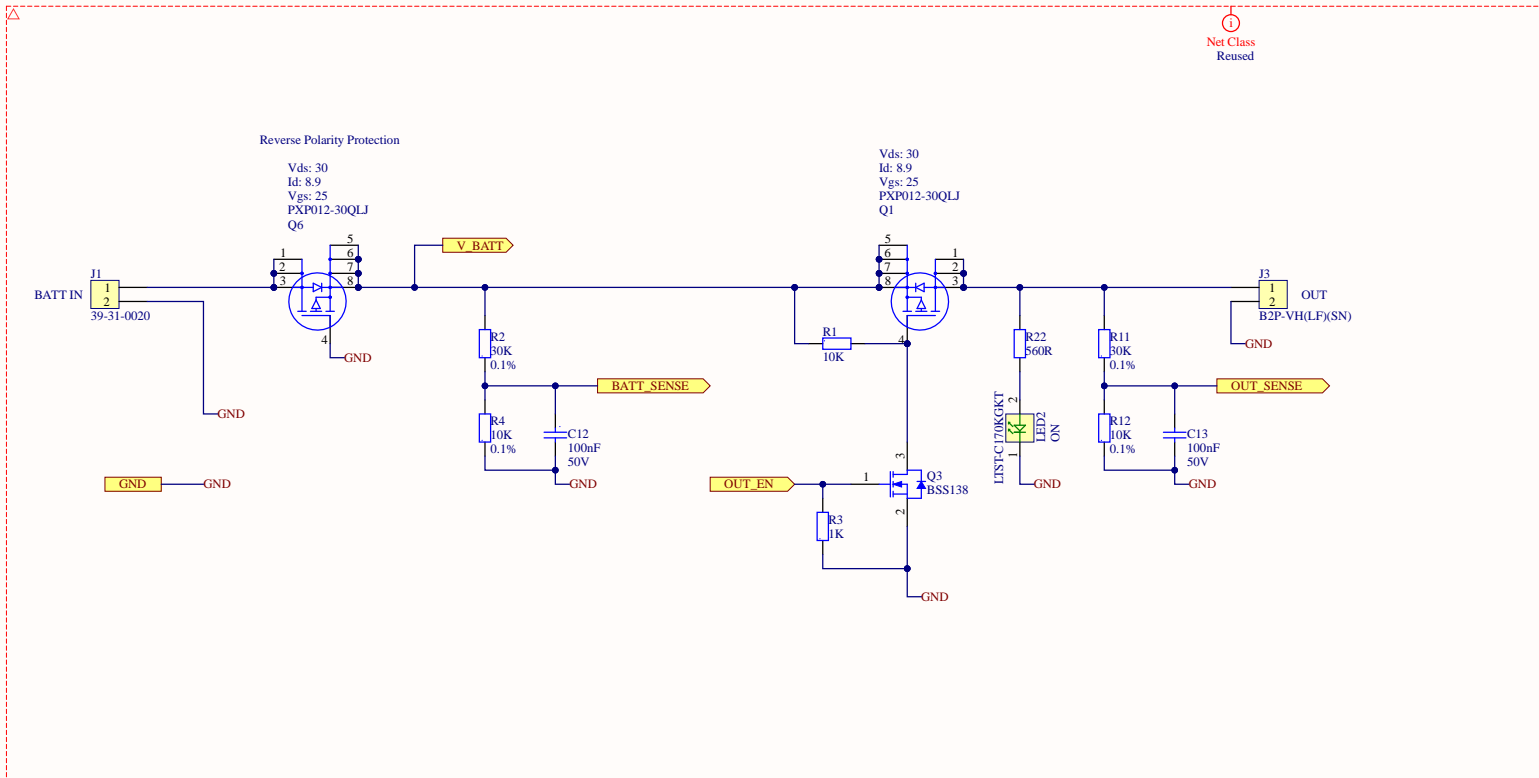 i
Net Class
Reused
Reverse Polarity Protection
Vds: 30
Id: 8.9
Vgs: 25
PXP012-30QLJ
Q6
Vds: 30
Id: 8.9
Vgs: 25
PXP012-30QLJ
Q1
1
2
3
5
6
7
8
4
GND
V_BATT
5
6
7
8
1
2
3
4
J1
BATT IN
1
2
39-31-0020
GND
J3
1
2
OUT
B2P-VH(LF)(SN)
GND
R2
30K
0.1%
R1
10K
R22
560R
R11
30K
0.1%
BATT_SENSE
OUT_SENSE
R4
10K
0.1%
C12
100nF
50V
GND
LTST-C170KGKT
2
1
LED2
ON
GND
R12
10K
0.1%
C13
100nF
50V
GND
GND
GND
OUT_EN
1
3
2
Q3
BSS138
R3
1K
GND